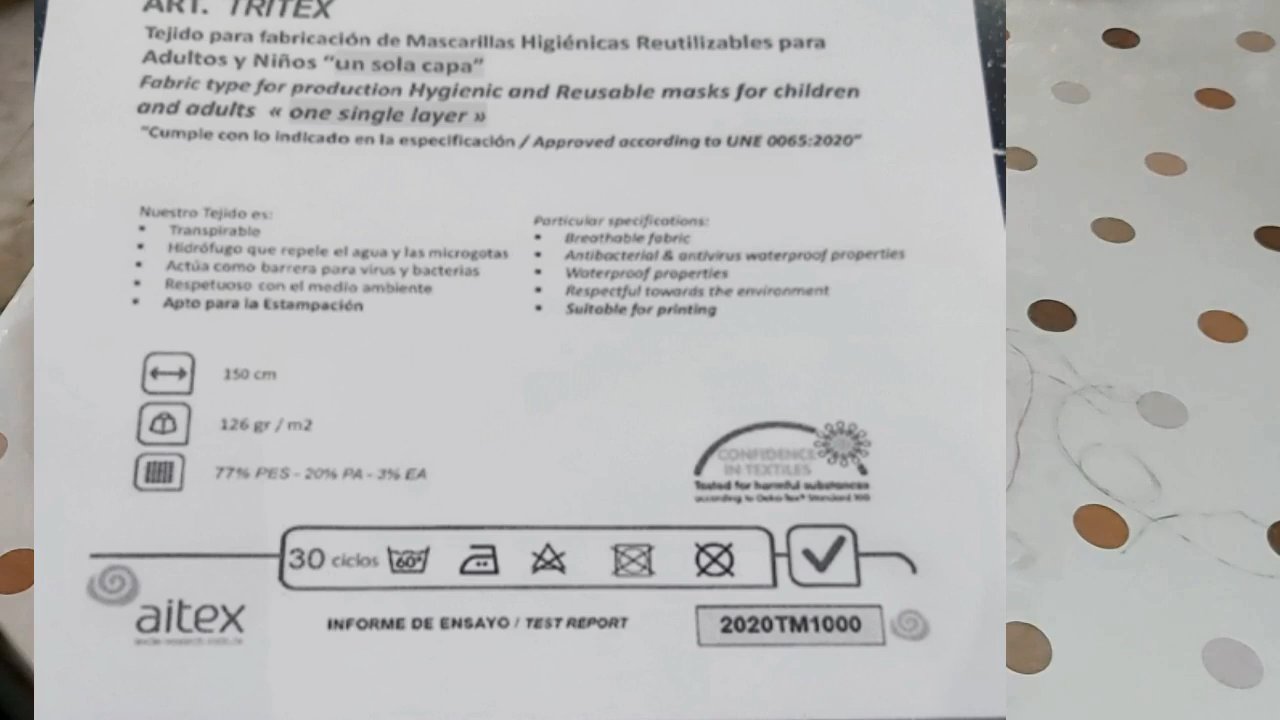 ART. TRITEX
Tejido para fabricación de Mascarillas Higiénicas Reutilizables para
Adultos y Niños “un sola capa”
Fabric type for production Hygienic and Reusable masks for children
and adults « one single layer »
"Cumple con lo indicado en la especificación / Approved according to UNE 0065:2020"
Nuestro Tejido es:
▪ Transpirable
▪ Hidrófugo que repele el agua y las microgotas
▪ Actúa como barrera para virus y bacterias
▪ Respetuoso con el medio ambiente
▪ Apto para la Estampación
Particular specifications:
▪ Breathable fabric
▪ Antibacterial & antivirus waterproof properties
▪ Waterproof properties
▪ Respectful towards the environment
▪ Suitable for printing
150 cm
126 gr / m2
77% PES - 20% PA - 3% EA
CONFIDENCE
IN TEXTILES
Tested for harmful substances
according to Oeko-Tex® Standard 100
30 ciclos 60°
aitex
INFORME DE ENSAYO / TEST REPORT
2020TM1000